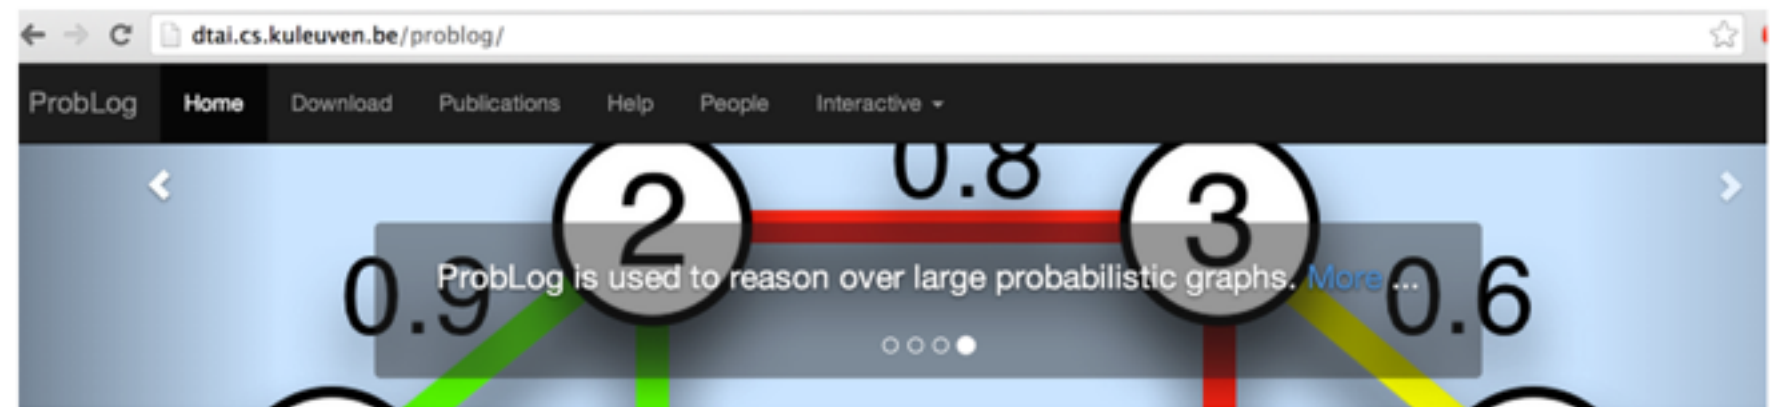 dtai.cs.kuleuven.be/problog/
ProbLog Home Download Publications Help People Interactive
0.8
2 3
ProbLog is used to reason over large probabilistic graphs. More ...
0.9 0.6